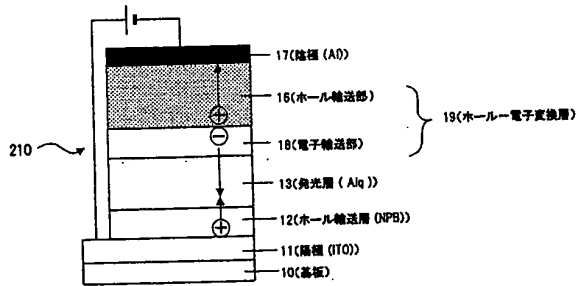 17(陰極(Al))
16(ホール輸送部)
19(ホールー電子変換層)
210
18(電子輸送部)
13(発光層(Alq))
12(ホール輸送層(NPB))
11(陽極(ITO))
10(基板)